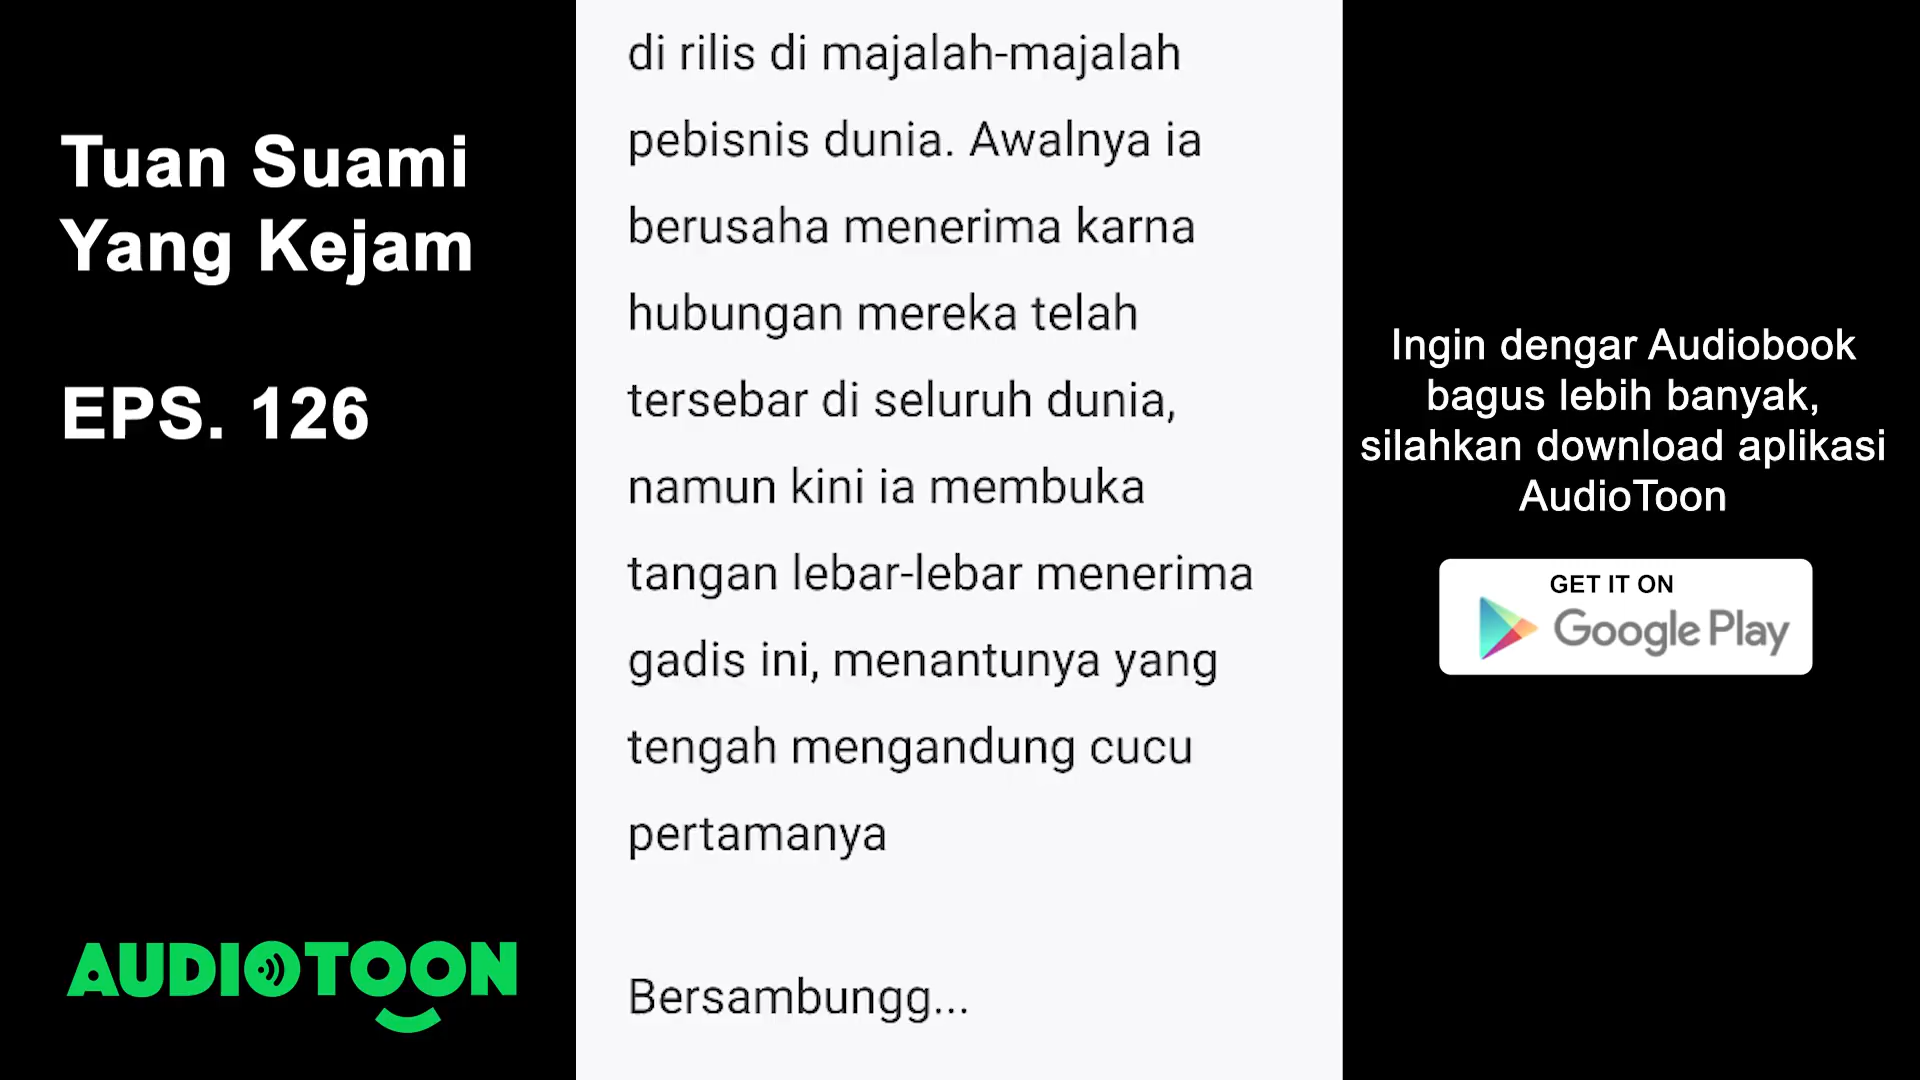 Tuan Suami
Yang Kejam
EPS. 126
AUDIOTOON
di rilis di majalah-majalah
pebisnis dunia. Awalnya ia
berusaha menerima karna
hubungan mereka telah
tersebar di seluruh dunia,
namun kini ia membuka
tangan lebar-lebar menerima
gadis ini, menantunya yang
tengah mengandung cucu
pertamanya
Bersambungg...
Ingin dengar Audiobook
bagus lebih banyak,
silahkan download aplikasi
AudioToon
GET IT ON
Google Play